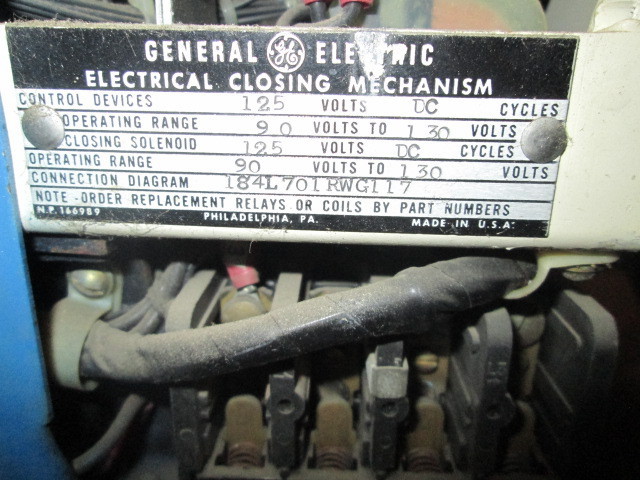 GENERAL GE ELECTRIC
ELECTRICAL CLOSING MECHANISM
CONTROL DEVICES 125 VOLTS DC CYCLES
OPERATING RANGE 90 VOLTS TO 130 VOLTS
CLOSING SOLENOID 125 VOLTS DC CYCLES
OPERATING RANGE 90 VOLTS TO 130 VOLTS
CONNECTION DIAGRAM 184L701RWG117
NOTE-ORDER REPLACEMENT RELAYS OR COILS BY PART NUMBERS
N.P. 166989 PHILADELPHIA, PA. MADE IN U.S.A.